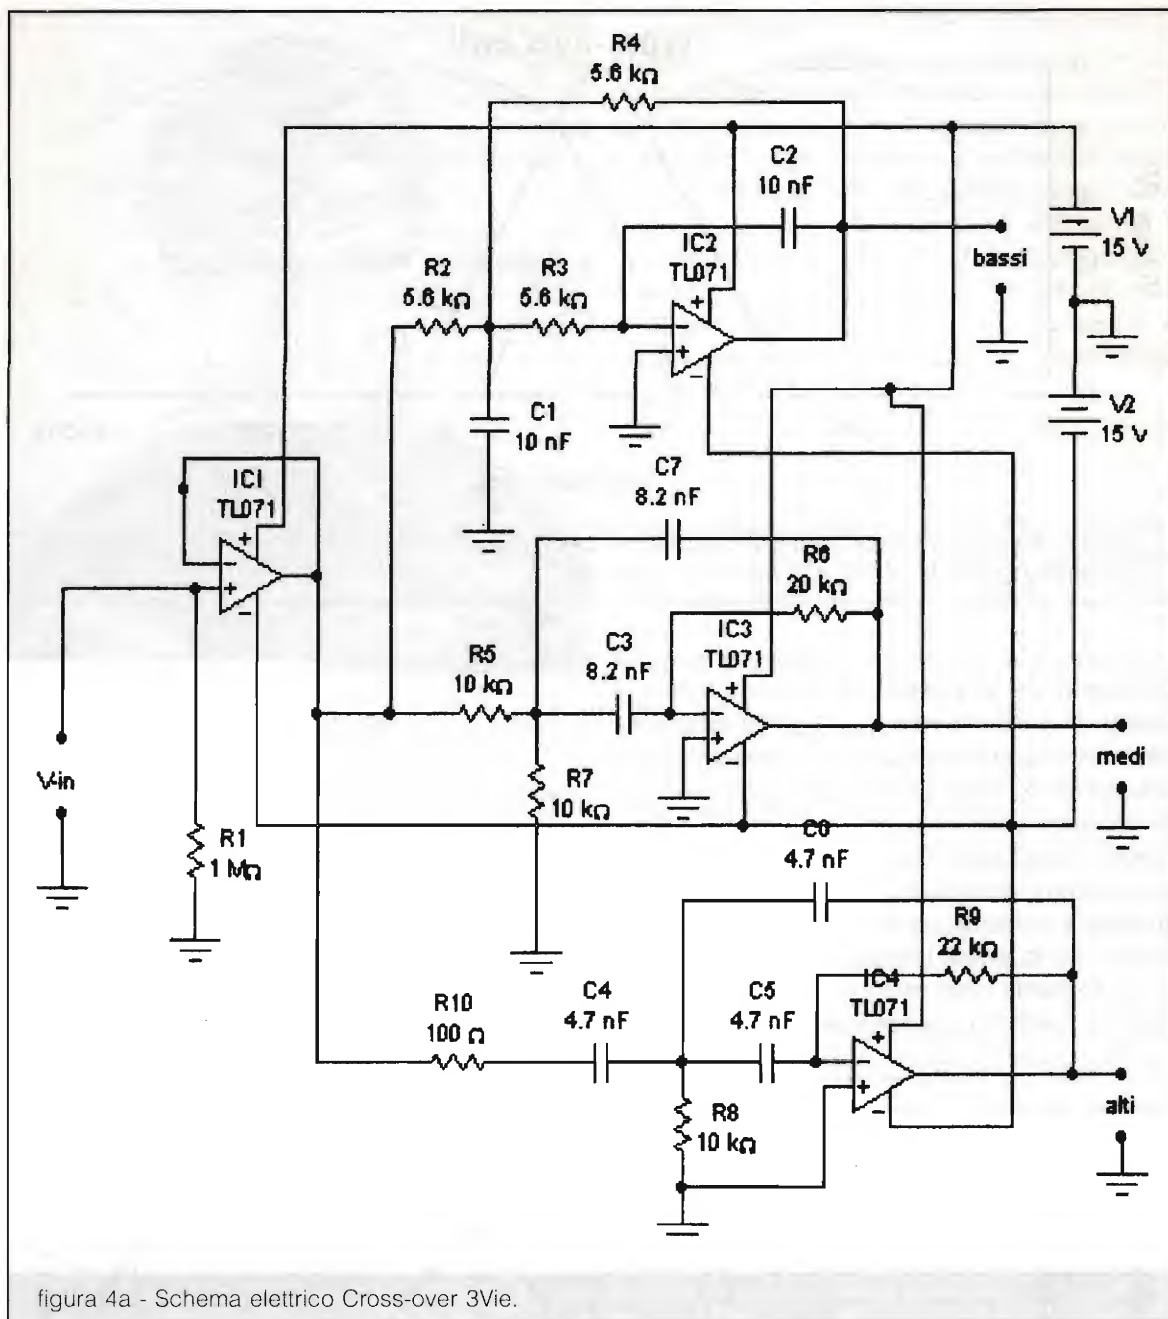 R4
5.6 kΩ
C2
10 nF
V1
15 V
IC2
TL071
bassi
R2
5.6 kΩ
R3
5.6 kΩ
+
−
+
−
V2
15 V
C1
10 nF
C7
8.2 nF
IC1
TL071
+
−
+
−
R6
20 kΩ
IC3
TL071
C3
8.2 nF
R5
10 kΩ
+
−
+
−
medi
V-in
R7
10 kΩ
R1
1 MΩ
C6
4.7 nF
R9
22 kΩ
IC4
TL071
R10
100 Ω
C4
4.7 nF
C5
4.7 nF
+
−
+
−
alti
R8
10 kΩ
figura 4a - Schema elettrico Cross-over 3Vie.